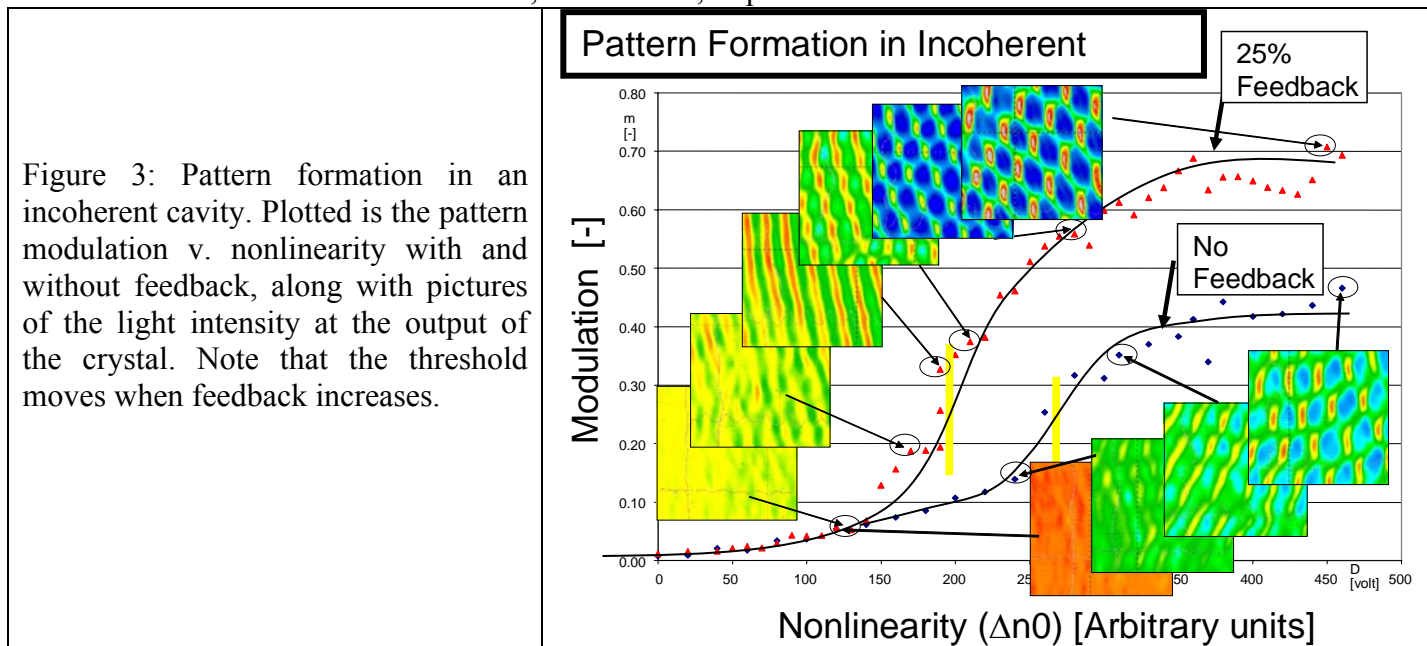 Figure 3: Pattern formation in an
incoherent cavity. Plotted is the pattern
modulation v. nonlinearity with and
without feedback, along with pictures
of the light intensity at the output of
the crystal. Note that the threshold
moves when feedback increases.
Pattern Formation in Incoherent
25%
Feedback
No
Feedback
Modulation [-]
m
[-]
0.80
0.70
0.60
0.50
0.40
0.30
0.20
0.10
0.00
0 50 100 150 200 400 450 500
D
[volt]
Nonlinearity (Δn0) [Arbitrary units]